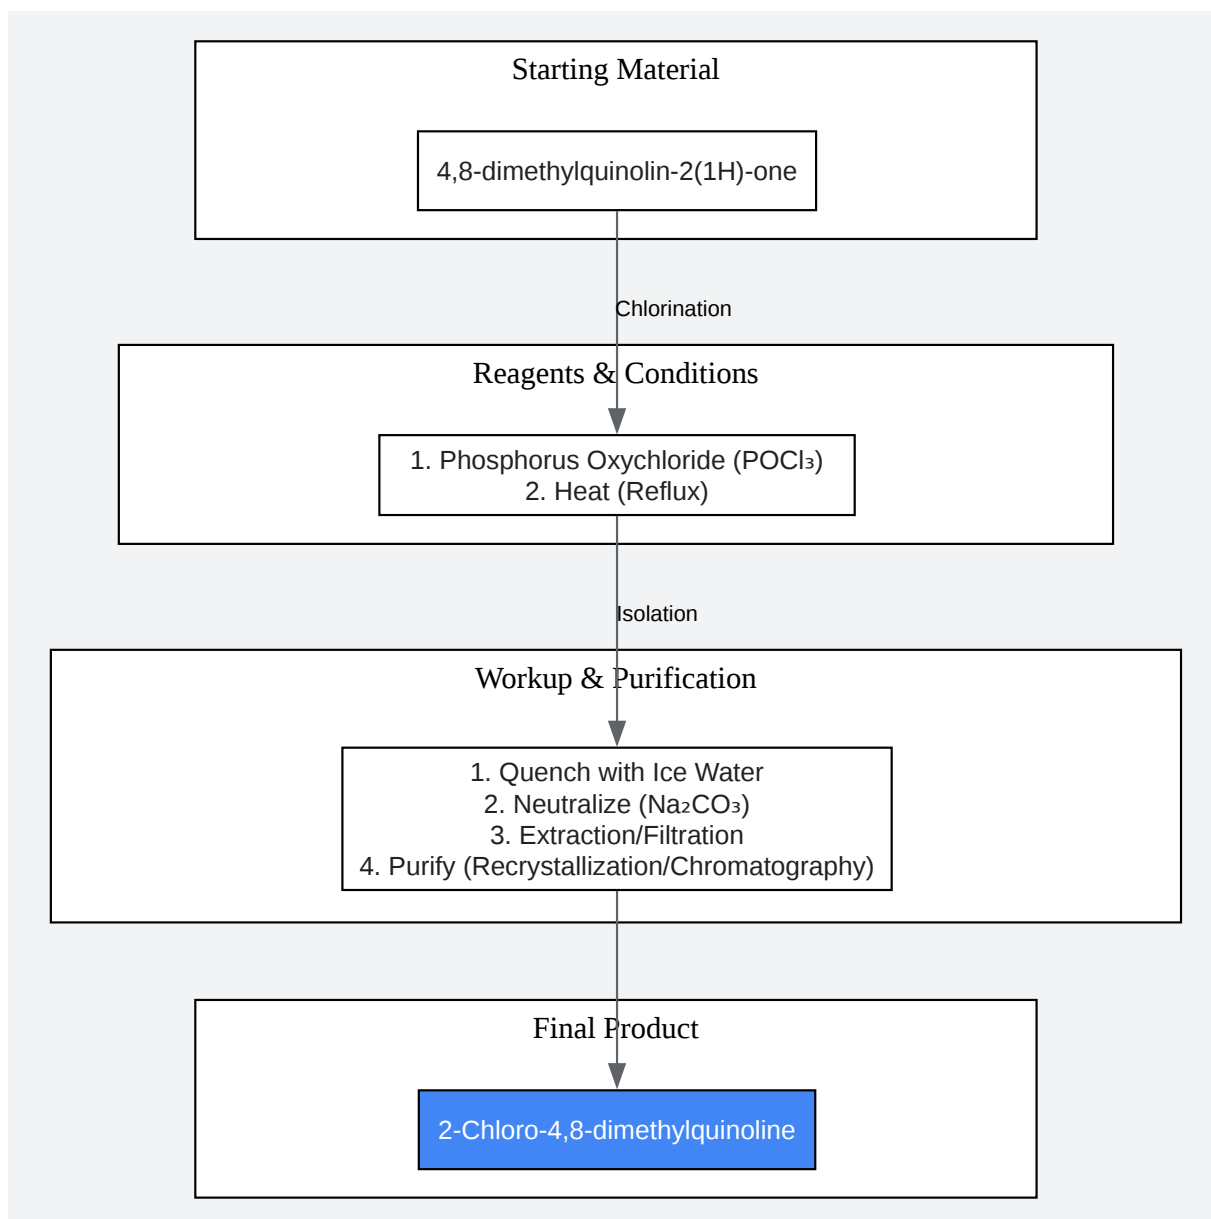 Starting Material
4,8-dimethylquinolin-2(1H)-one
Chlorination
Reagents & Conditions
1. Phosphorus Oxychloride (POCl₃)
2. Heat (Reflux)
Isolation
Workup & Purification
1. Quench with Ice Water
2. Neutralize (Na₂CO₃)
3. Extraction/Filtration
4. Purify (Recrystallization/Chromatography)
Final Product
2-Chloro-4,8-dimethylquinoline